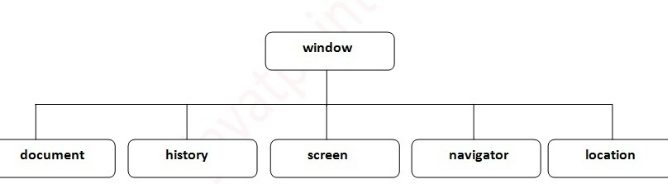 window
document
history
screen
navigator
location